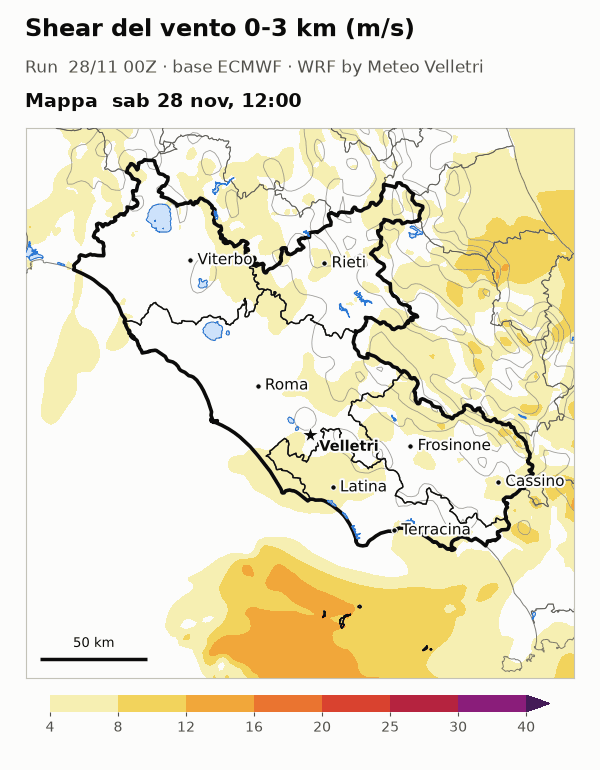 Shear del vento 0-3 km (m/s)
Run  28/11 00Z · base ECMWF · WRF by Meteo Velletri
Mappa  sab 28 nov, 12:00
Viterbo
Rieti
Roma
Velletri
Frosinone
Latina
Cassino
Terracina
50 km
4 8 12 16 20 25 30 40